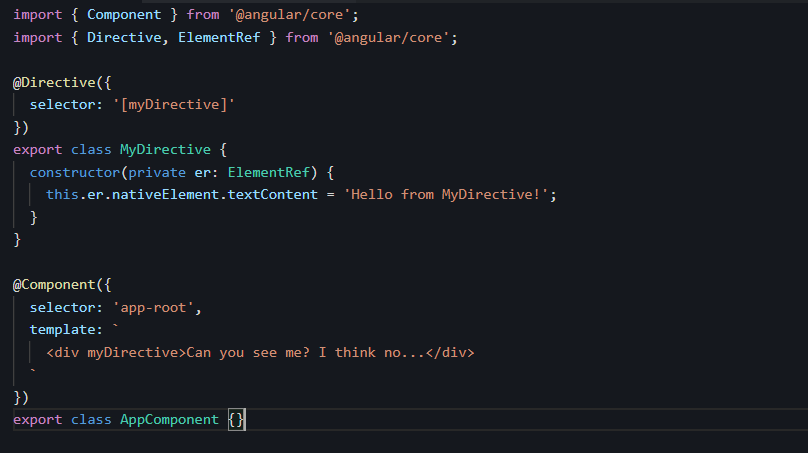 import { Component } from '@angular/core';
import { Directive, ElementRef } from '@angular/core';
@Directive({
selector: '[myDirective]'
})
export class MyDirective {
constructor(private er: ElementRef) {
this.er.nativeElement.textContent = 'Hello from MyDirective!';
}
}
@Component({
selector: 'app-root',
template: `
<div myDirective>Can you see me? I think no...</div>
`
})
export class AppComponent {}